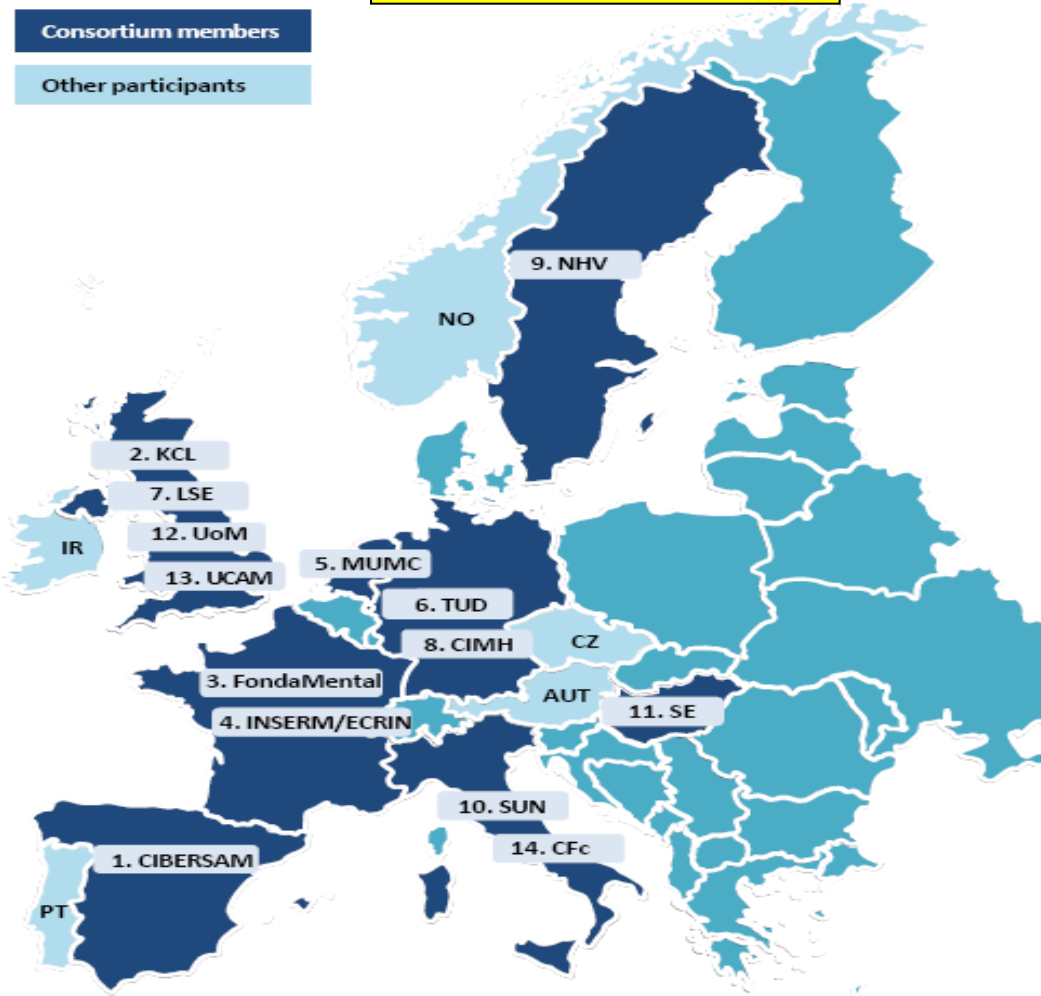 Consortium members
Other participants
9. NHV
NO
2. KCL
7. LSE
12. UoM
IR
5. MUMC
13. UCAM
6. TUD
8. CIMH
CZ
3. FondaMental
AUT
4. INSERM/ECRIN
11. SE
10. SUN
14. CFc
1. CIBERSAM
PT